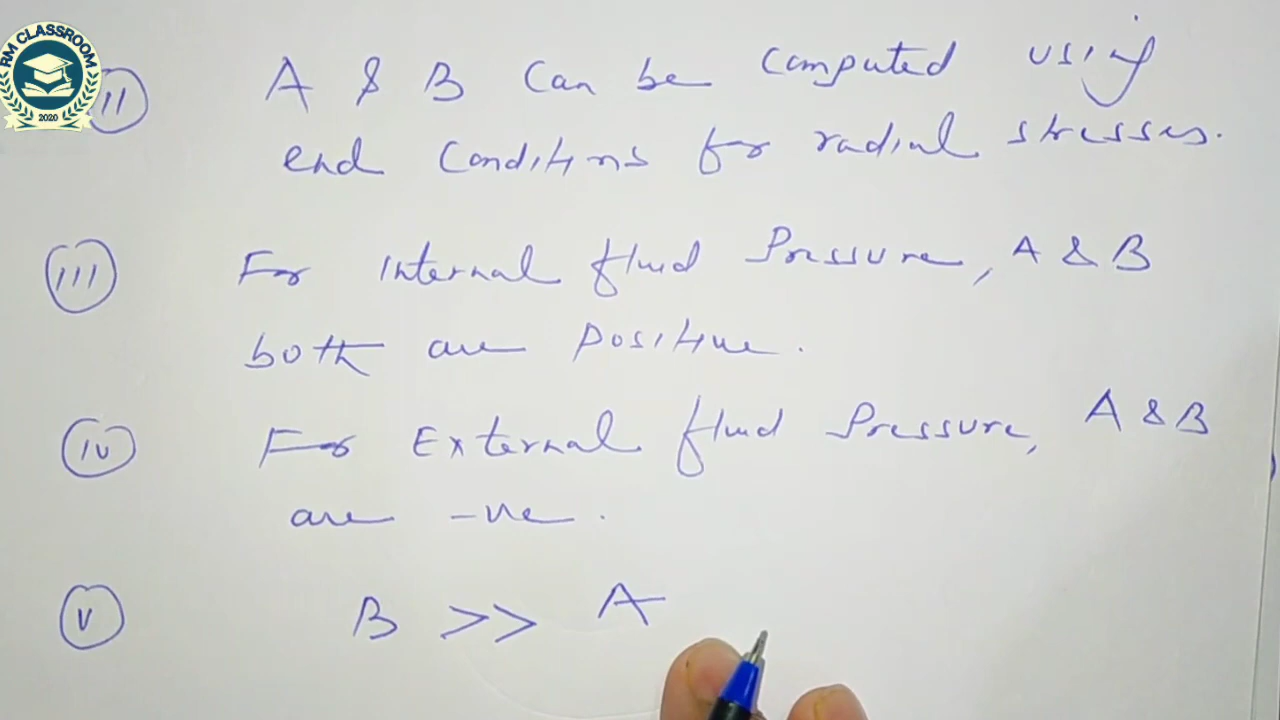 RM CLASSROOM
2020
(ii) A & B Can be computed using
end Conditions for radial stresses.
(iii) For internal fluid Pressure, A & B
both are positive.
(iv) For External fluid Pressure, A & B
are -ve.
(v) B >> A